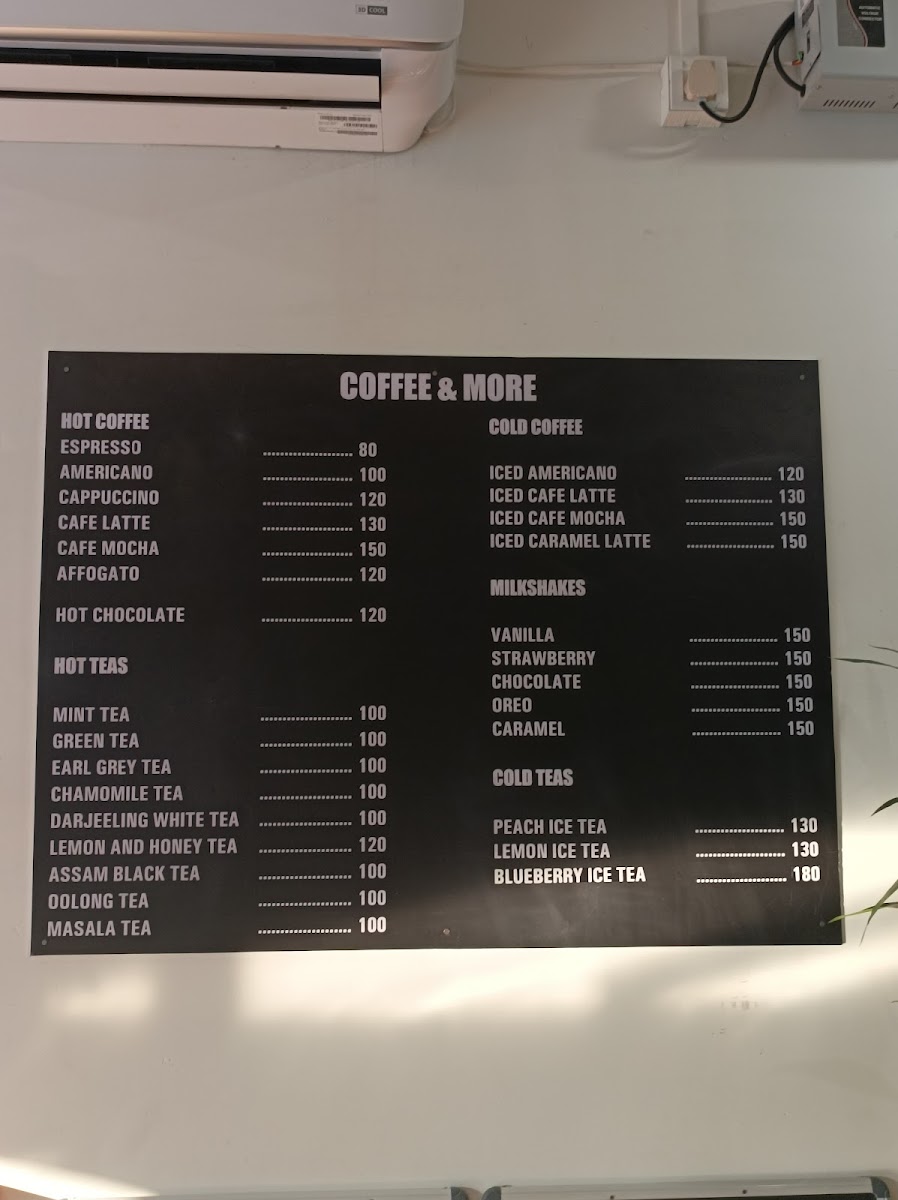 3D COOL
AUTOMATIC
VOLTAGE
CORRECTOR
COFFEE & MORE
HOT COFFEE
ESPRESSO ..................... 80
AMERICANO ..................... 100
CAPPUCCINO ..................... 120
CAFE LATTE ..................... 130
CAFE MOCHA ..................... 150
AFFOGATO ..................... 120
HOT CHOCOLATE ..................... 120
HOT TEAS
MINT TEA ..................... 100
GREEN TEA ..................... 100
EARL GREY TEA ..................... 100
CHAMOMILE TEA ..................... 100
DARJEELING WHITE TEA ..................... 100
LEMON AND HONEY TEA ..................... 120
ASSAM BLACK TEA ..................... 100
OOLONG TEA ..................... 100
MASALA TEA ..................... 100
COLD COFFEE
ICED AMERICANO ..................... 120
ICED CAFE LATTE ..................... 130
ICED CAFE MOCHA ..................... 150
ICED CARAMEL LATTE ..................... 150
MILKSHAKES
VANILLA ..................... 150
STRAWBERRY ..................... 150
CHOCOLATE ..................... 150
OREO ..................... 150
CARAMEL ..................... 150
COLD TEAS
PEACH ICE TEA ..................... 130
LEMON ICE TEA ..................... 130
BLUEBERRY ICE TEA ..................... 180